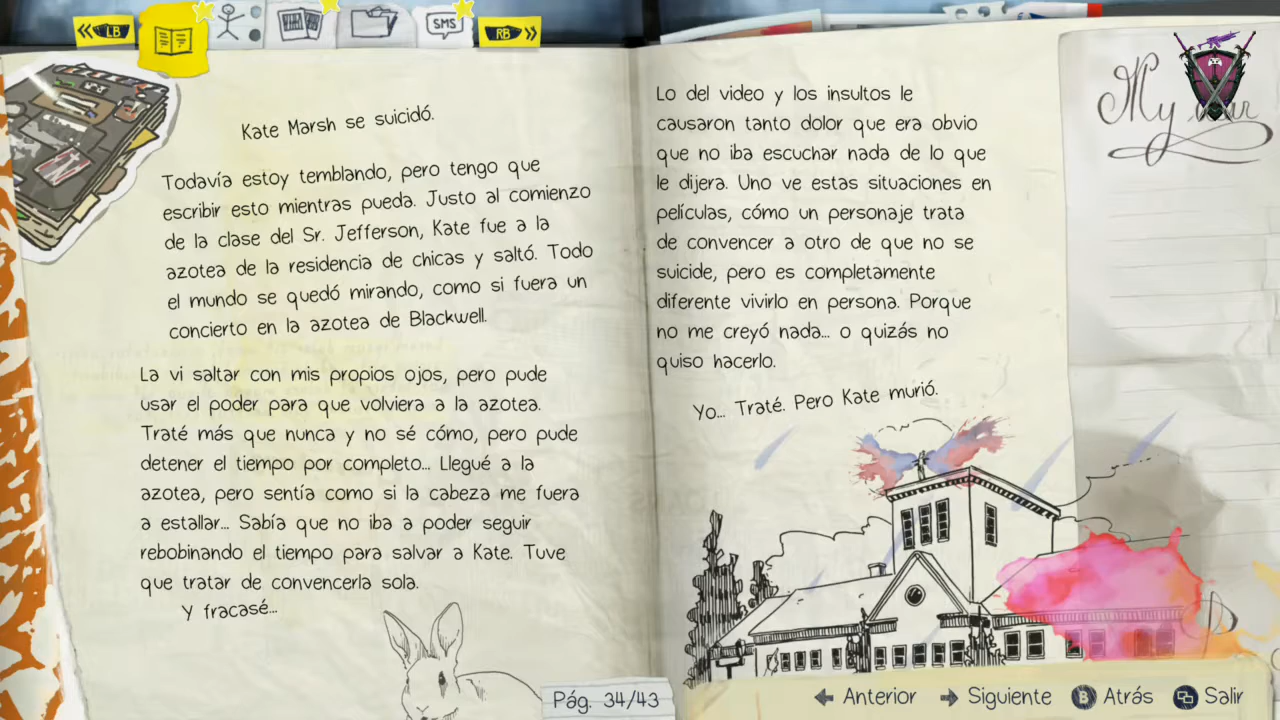 LB
SMS
RB
Kate Marsh se suicidó.
Todavía estoy temblando, pero tengo que
escribir esto mientras pueda. Justo al comienzo
de la clase del Sr. Jefferson, Kate fue a la
azotea de la residencia de chicas y saltó. Todo
el mundo se quedó mirando, como si fuera un
concierto en la azotea de Blackwell.
La vi saltar con mis propios ojos, pero pude
usar el poder para que volviera a la azotea.
Traté más que nunca y no sé cómo, pero pude
detener el tiempo por completo... Llegué a la
azotea, pero sentía como si la cabeza me fuera
a estallar... Sabía que no iba a poder seguir
rebobinando el tiempo para salvar a Kate. Tuve
que tratar de convencerla sola.
Y fracasé...
Lo del video y los insultos le
causaron tanto dolor que era obvio
que no iba escuchar nada de lo que
le dijera. Uno ve estas situaciones en
películas, cómo un personaje trata
de convencer a otro de que no se
suicide, pero es completamente
diferente vivirlo en persona. Porque
no me creyó nada... o quizás no
quiso hacerlo.
Yo... Traté. Pero Kate murió.
My
Pág. 34/43
Anterior
Siguiente
B Atrás
Salir